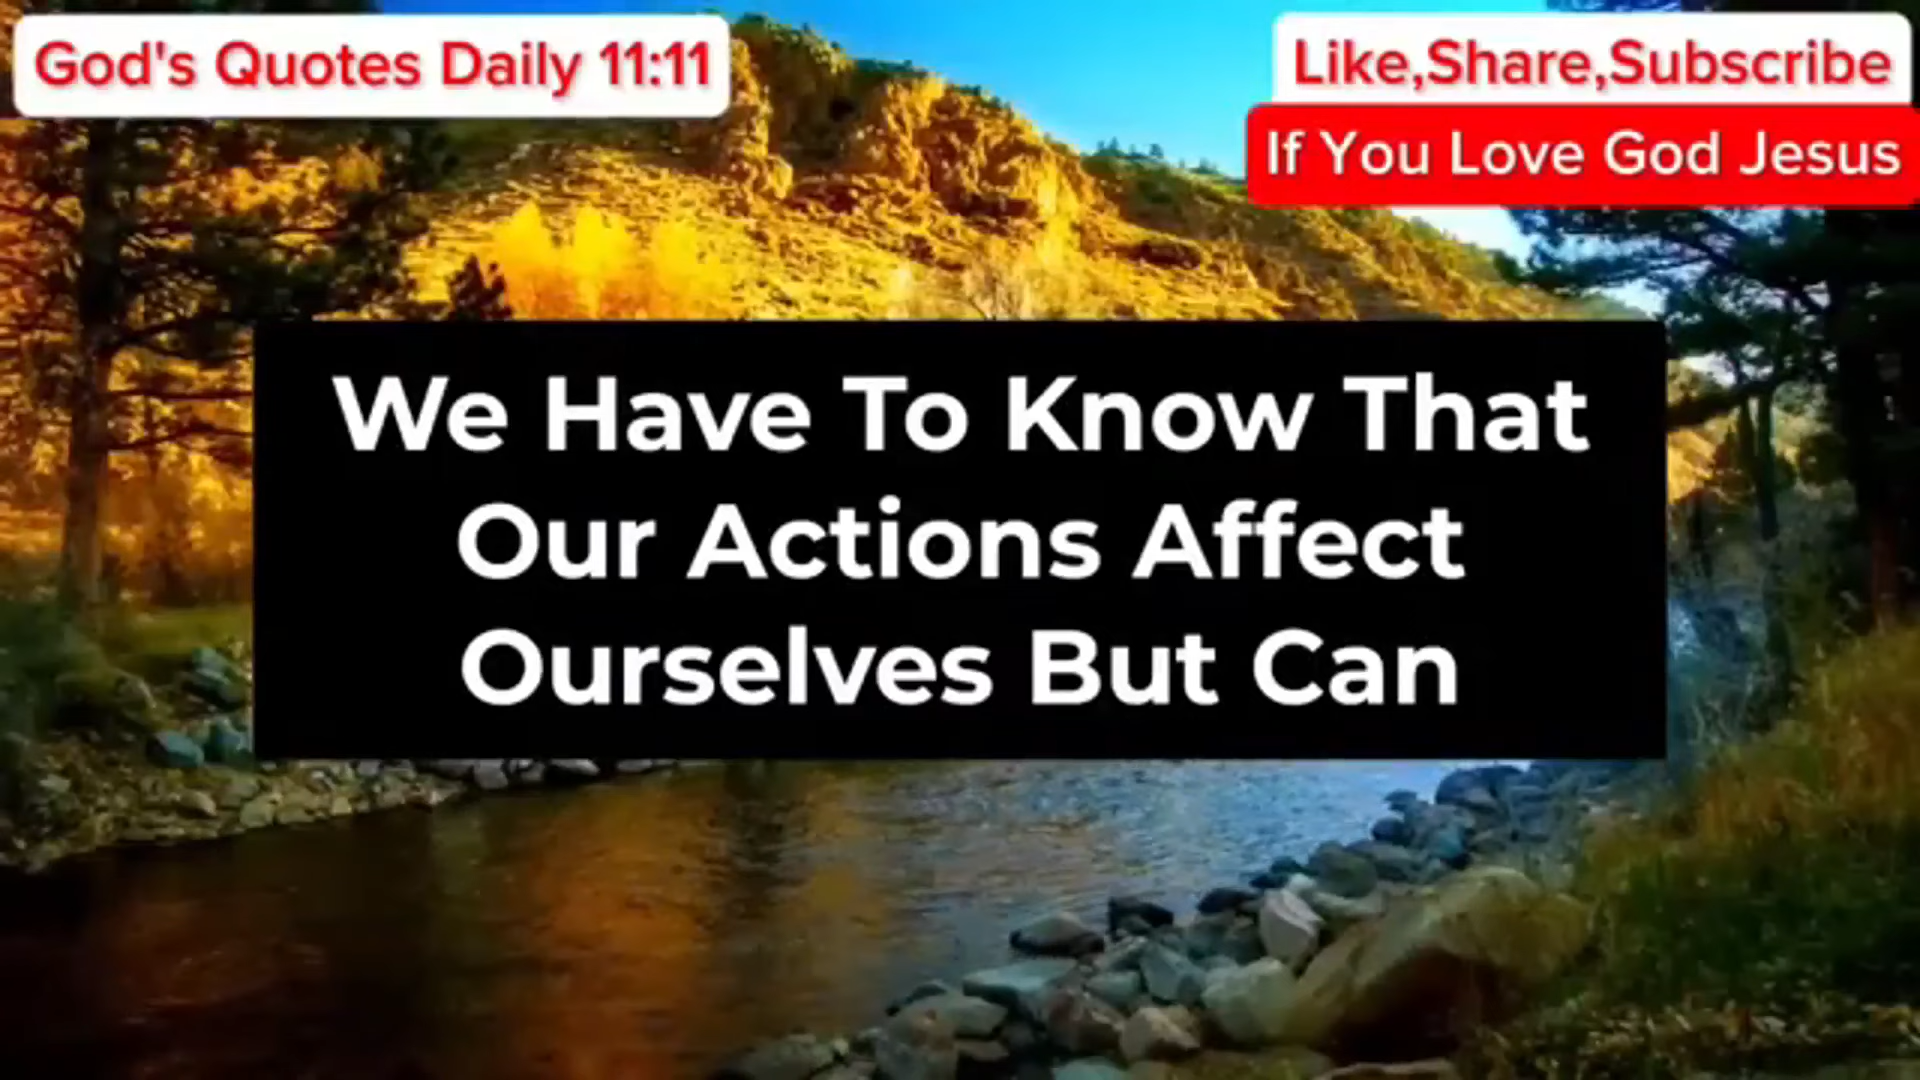 God's Quotes Daily 11:11
Like,Share,Subscribe
If You Love God Jesus
We Have To Know That
Our Actions Affect
Ourselves But Can